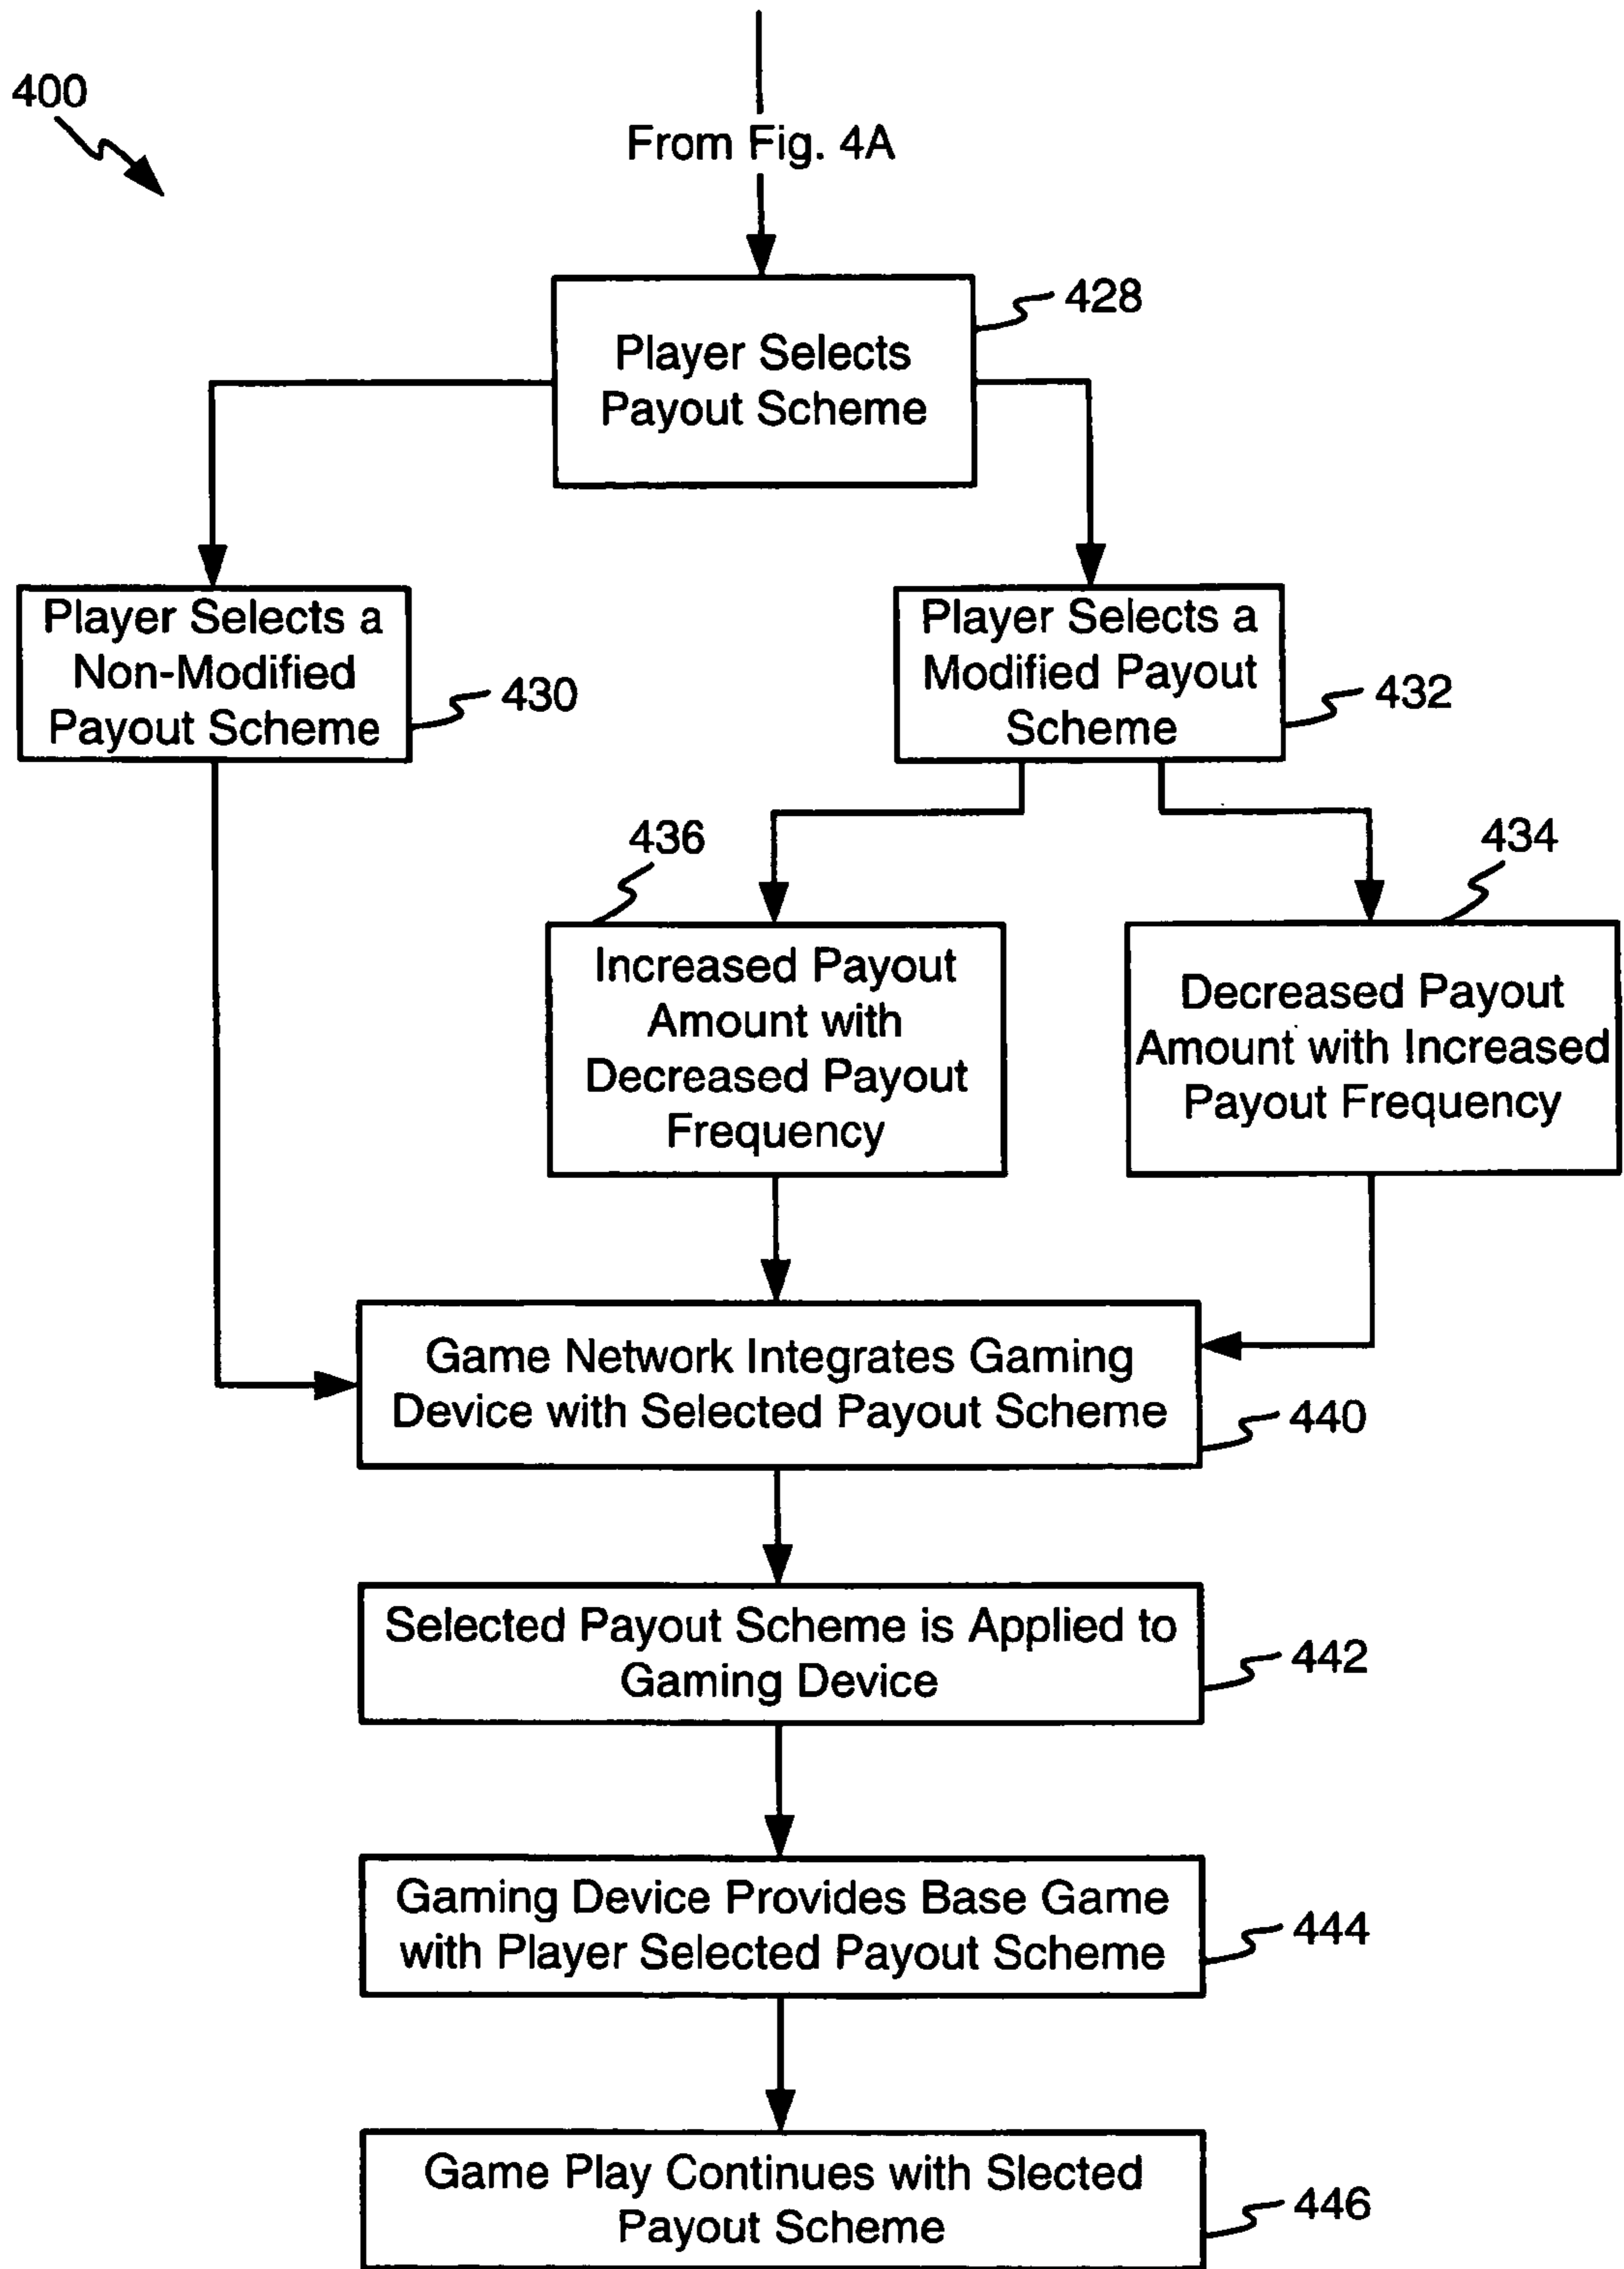 400
From Fig. 4A
428
Player Selects
Payout Scheme
Player Selects a
Non-Modified
Payout Scheme
430
Player Selects a
Modified Payout
Scheme
432
436
434
Increased Payout
Amount with
Decreased Payout
Frequency
Decreased Payout
Amount with Increased
Payout Frequency
Game Network Integrates Gaming
Device with Selected Payout Scheme
440
Selected Payout Scheme is Applied to
Gaming Device
442
Gaming Device Provides Base Game
with Player Selected Payout Scheme
444
Game Play Continues with Slected
Payout Scheme
446